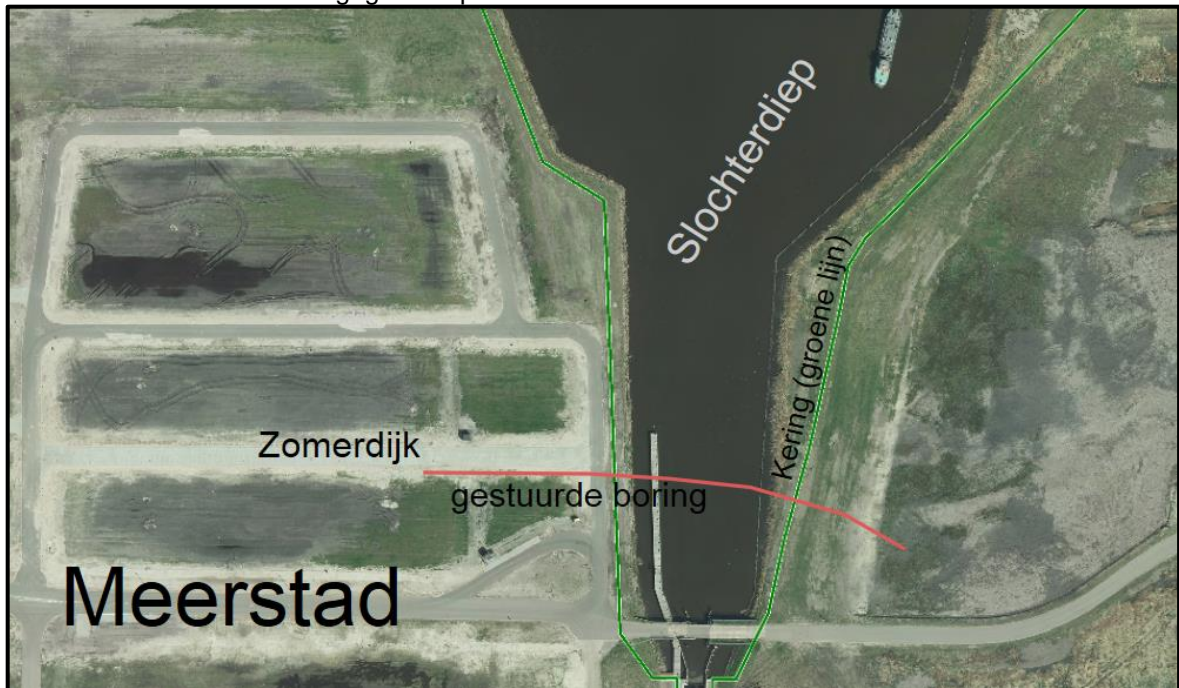 Slochterdiep
Kering (groene lijn)
Zomerdijk
gestuurde boring
Meerstad